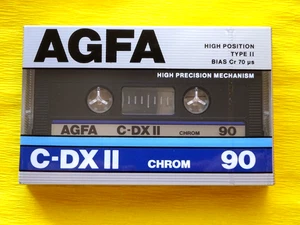 AGFA
HIGH POSITION
TYPE II
BIAS Cr 70 µs
HIGH PRECISION MECHANISM
AGFA C-DX II CHROM 90
C-DX II CHROM 90